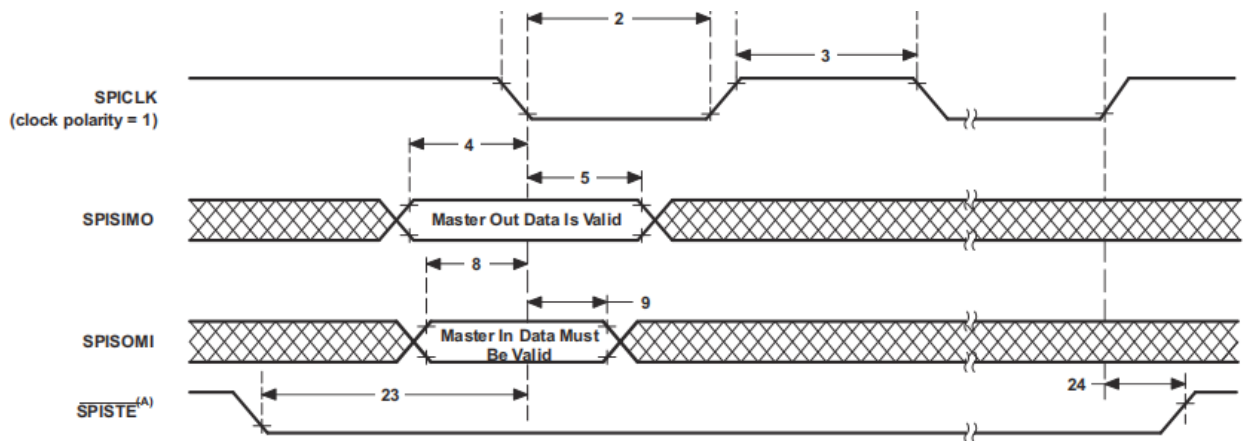 2
3
SPICLK
(clock polarity = 1)
4
5
SPISIMO
Master Out Data Is Valid
8
9
SPISOMI
Master In Data Must
Be Valid
SPISTE(A)
23
24